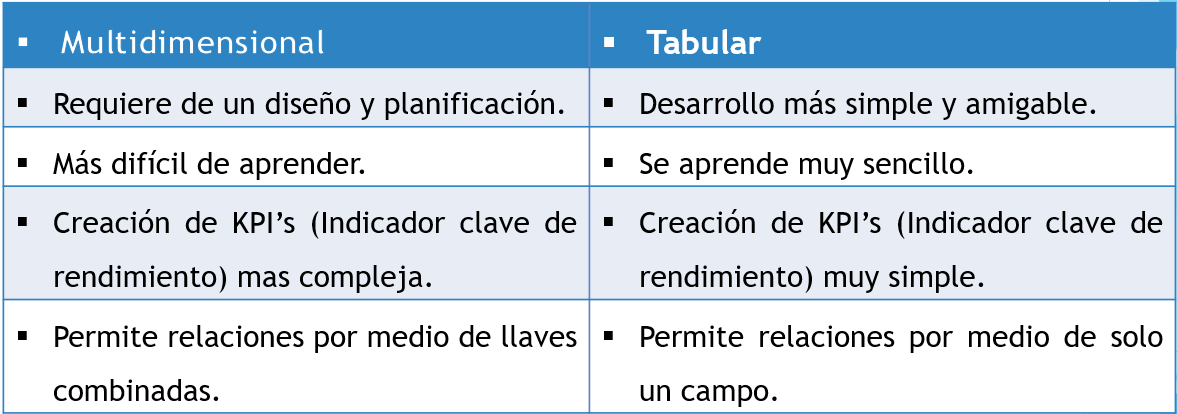 ▪ Multidimensional
▪ Tabular
▪ Requiere de un diseño y planificación.
▪ Desarrollo más simple y amigable.
▪ Más difícil de aprender.
▪ Se aprende muy sencillo.
▪ Creación de KPI’s (Indicador clave de
rendimiento) mas compleja.
▪ Creación de KPI’s (Indicador clave de
rendimiento) muy simple.
▪ Permite relaciones por medio de llaves
combinadas.
▪ Permite relaciones por medio de solo
un campo.